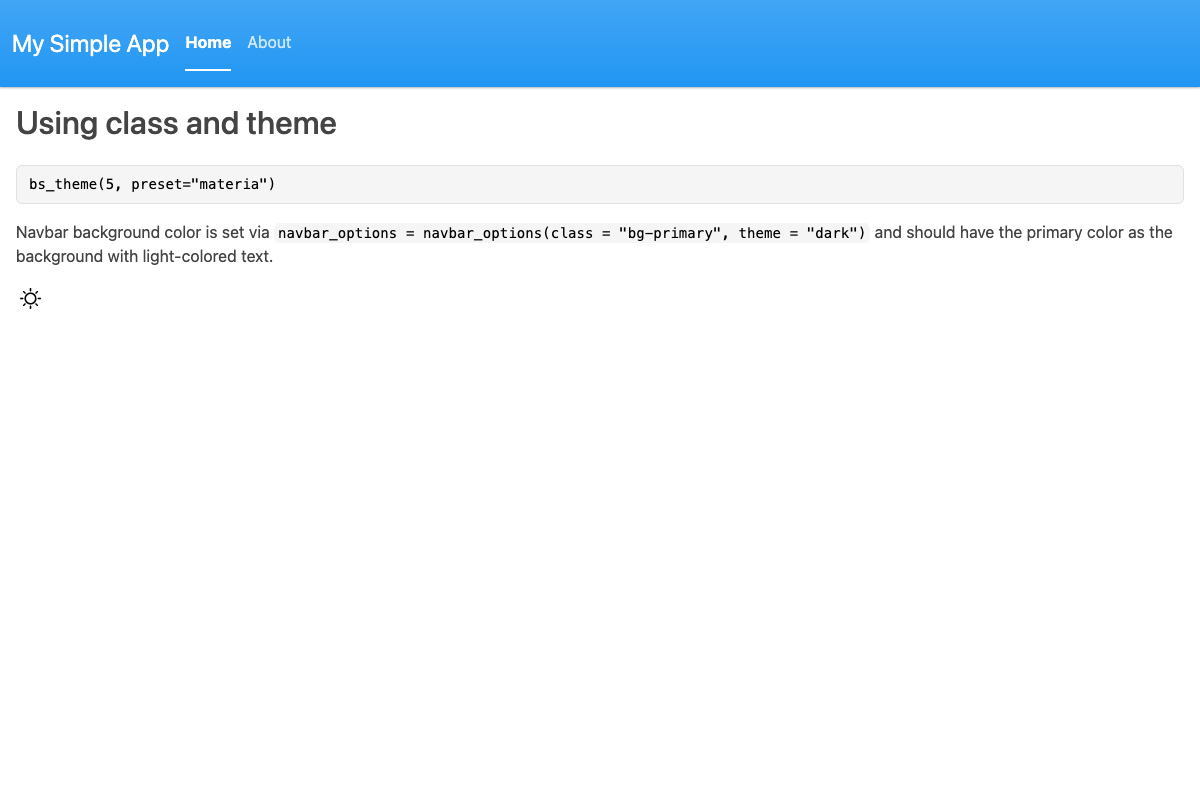 My Simple App Home About
Using class and theme
bs_theme(5, preset="materia")
Navbar background color is set via navbar_options = navbar_options(class = "bg-primary", theme = "dark") and should have the primary color as the
background with light-colored text.